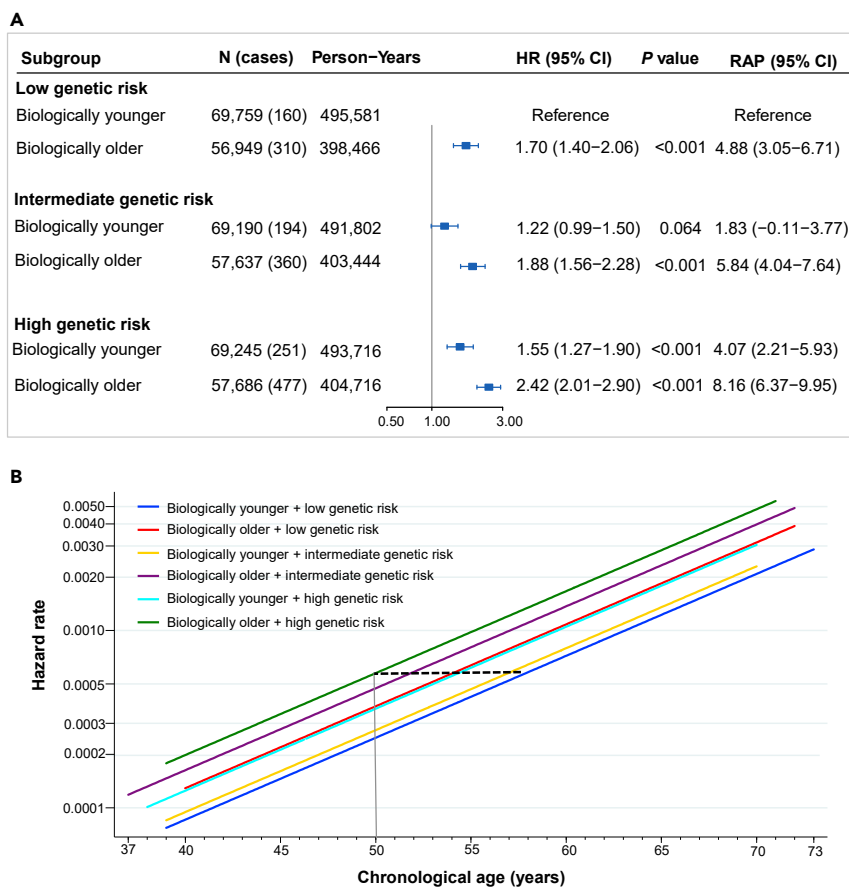 A
Subgroup N (cases) Person−Years HR (95% CI) P value RAP (95% CI)
Low genetic risk
Biologically younger 69,759 (160) 495,581 Reference Reference
Biologically older 56,949 (310) 398,466 1.70 (1.40−2.06) <0.001 4.88 (3.05−6.71)
Intermediate genetic risk
Biologically younger 69,190 (194) 491,802 1.22 (0.99−1.50) 0.064 1.83 (−0.11−3.77)
Biologically older 57,637 (360) 403,444 1.88 (1.56−2.28) <0.001 5.84 (4.04−7.64)
High genetic risk
Biologically younger 69,245 (251) 493,716 1.55 (1.27−1.90) <0.001 4.07 (2.21−5.93)
Biologically older 57,686 (477) 404,716 2.42 (2.01−2.90) <0.001 8.16 (6.37−9.95)
0.50 1.00 3.00
B
Biologically younger + low genetic risk
Biologically older + low genetic risk
Biologically younger + intermediate genetic risk
Biologically older + intermediate genetic risk
Biologically younger + high genetic risk
Biologically older + high genetic risk
Hazard rate
0.0050
0.0040
0.0030
0.0020
0.0010
0.0005
0.0003
0.0002
0.0001
37 40 45 50 55 60 65 70 73
Chronological age (years)